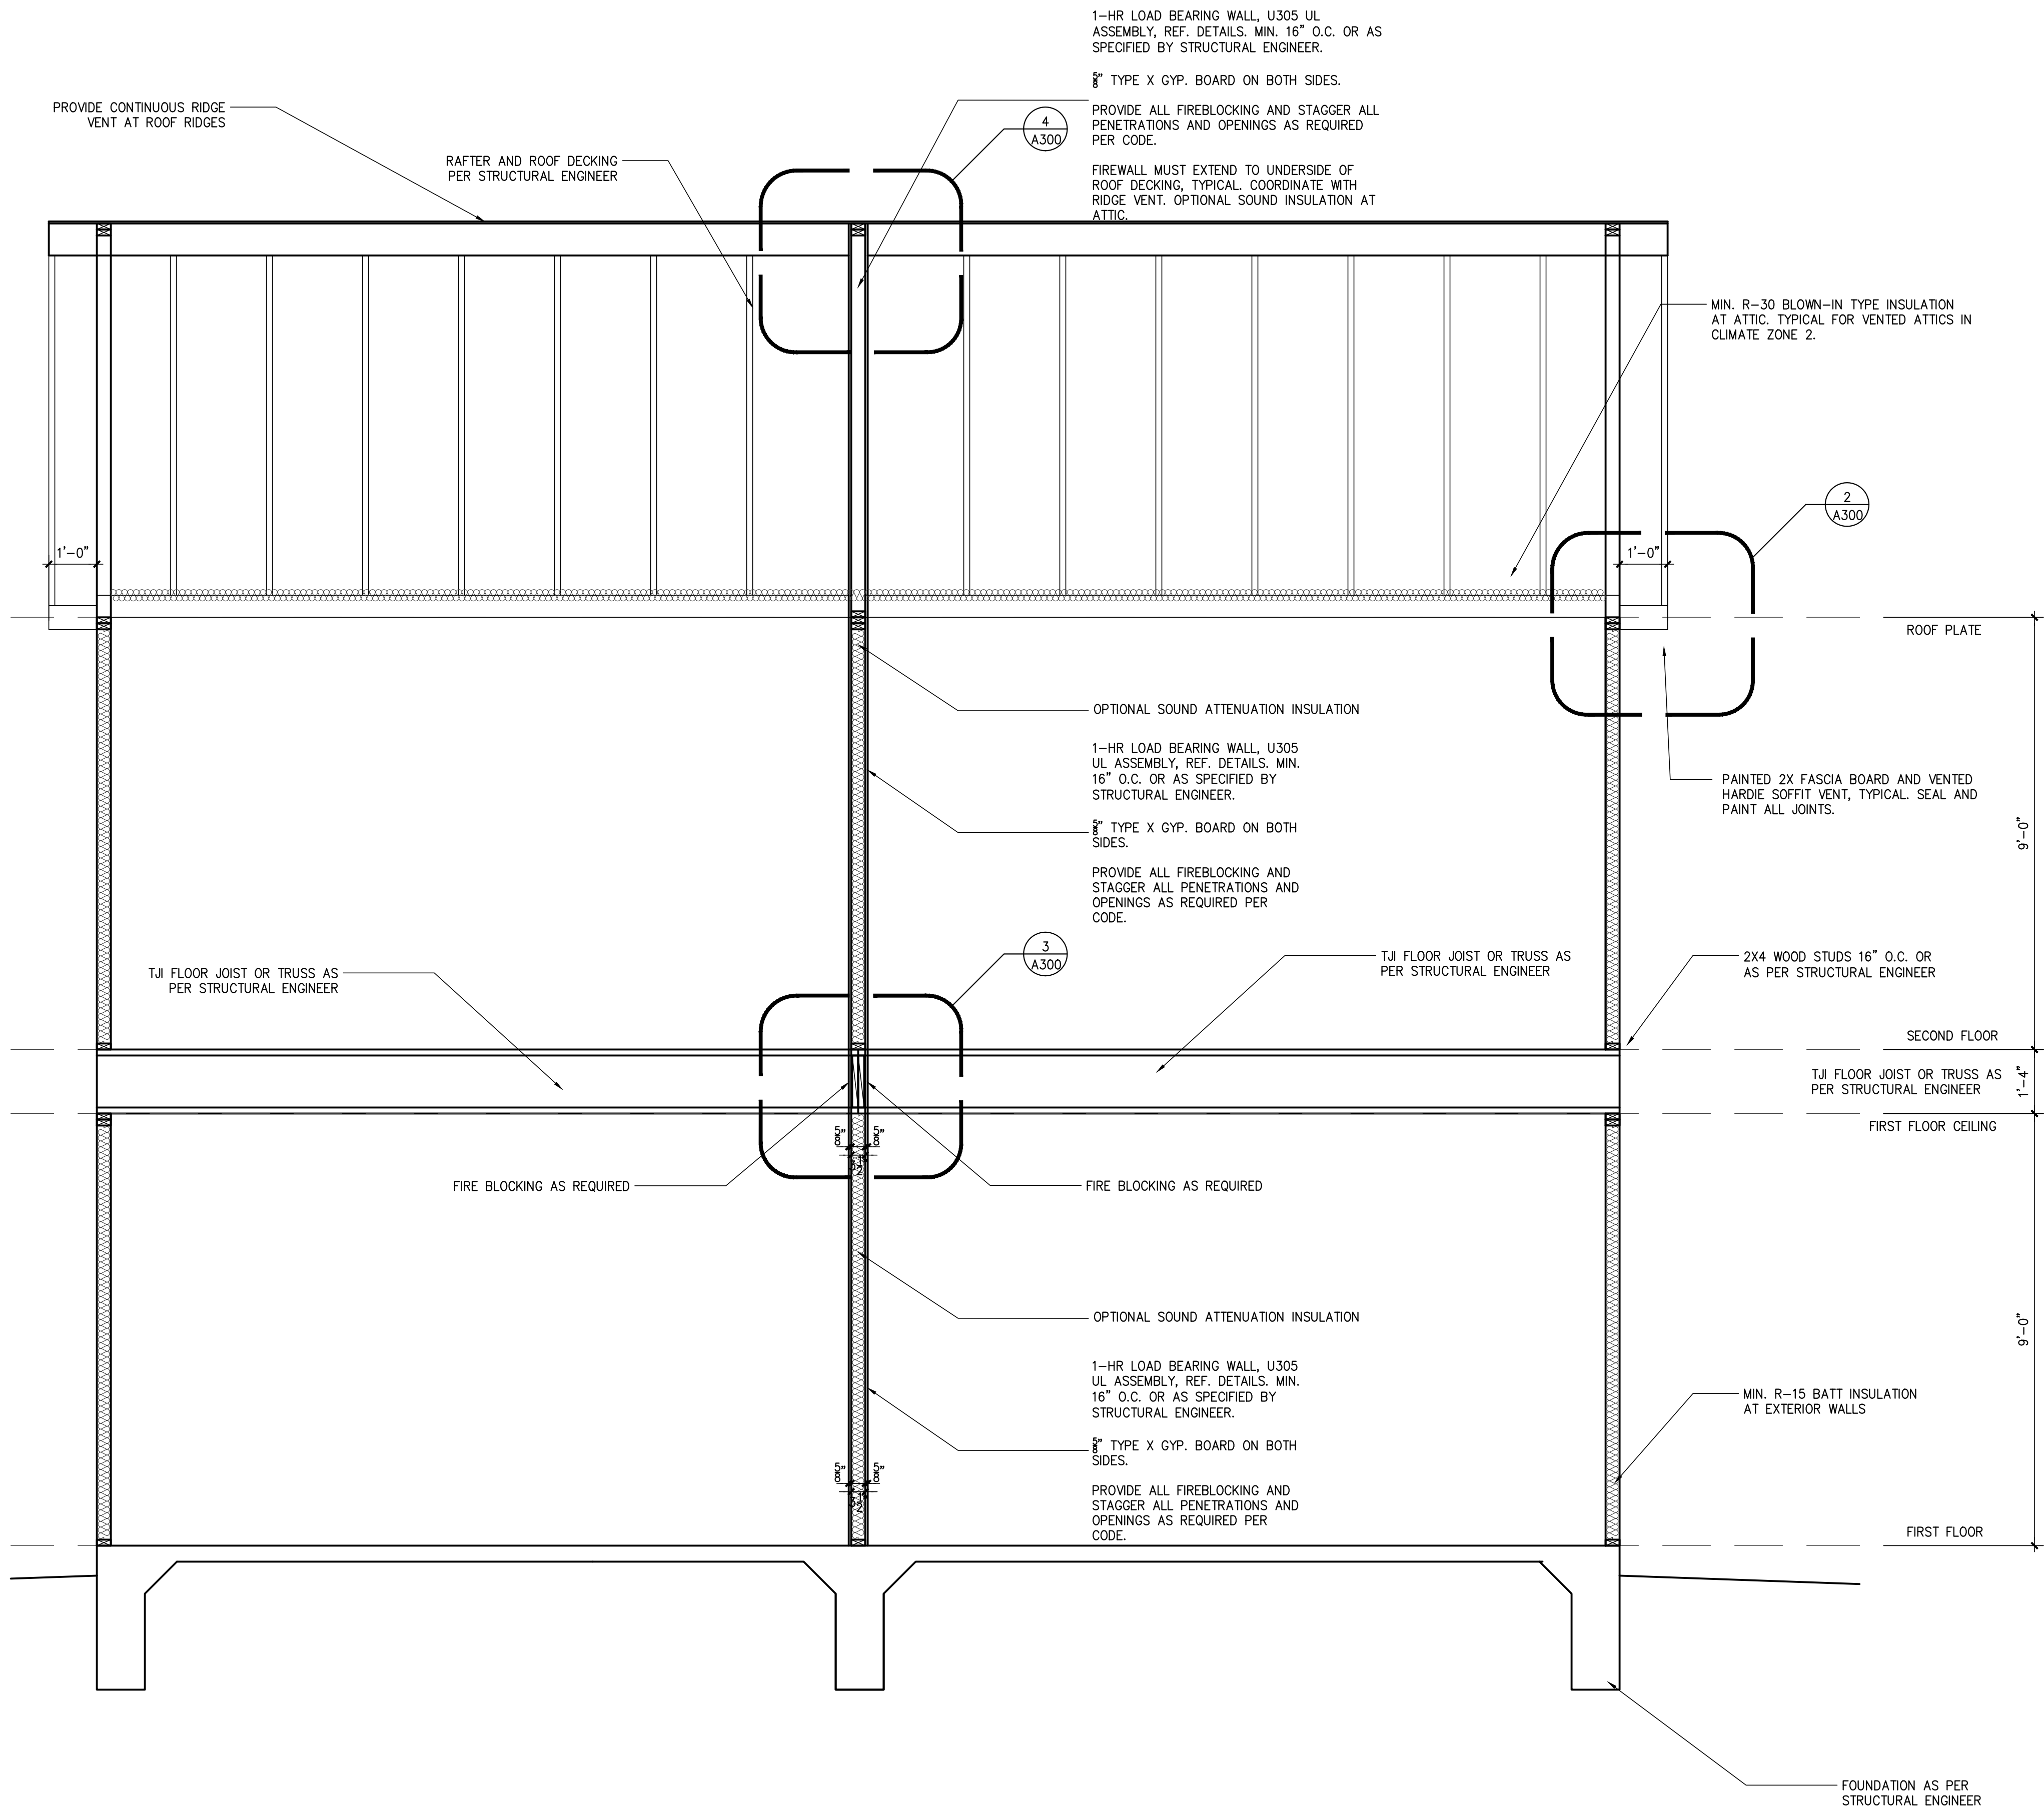 1-HR LOAD BEARING WALL, U305 UL
ASSEMBLY, REF. DETAILS. MIN. 16" O.C. OR AS
SPECIFIED BY STRUCTURAL ENGINEER.
5/8" TYPE X GYP. BOARD ON BOTH SIDES.
PROVIDE ALL FIREBLOCKING AND STAGGER ALL
PENETRATIONS AND OPENINGS AS REQUIRED
PER CODE.
FIREWALL MUST EXTEND TO UNDERSIDE OF
ROOF DECKING, TYPICAL. COORDINATE WITH
RIDGE VENT. OPTIONAL SOUND INSULATION AT
ATTIC.
PROVIDE CONTINUOUS RIDGE
VENT AT ROOF RIDGES
4
A300
RAFTER AND ROOF DECKING
PER STRUCTURAL ENGINEER
MIN. R-30 BLOWN-IN TYPE INSULATION
AT ATTIC. TYPICAL FOR VENTED ATTICS IN
CLIMATE ZONE 2.
2
A300
1'-0"
1'-0"
ROOF PLATE
OPTIONAL SOUND ATTENUATION INSULATION
1-HR LOAD BEARING WALL, U305
UL ASSEMBLY, REF. DETAILS. MIN.
16" O.C. OR AS SPECIFIED BY
STRUCTURAL ENGINEER.
5/8" TYPE X GYP. BOARD ON BOTH
SIDES.
PROVIDE ALL FIREBLOCKING AND
STAGGER ALL PENETRATIONS AND
OPENINGS AS REQUIRED PER
CODE.
PAINTED 2X FASCIA BOARD AND VENTED
HARDIE SOFFIT VENT, TYPICAL. SEAL AND
PAINT ALL JOINTS.
9'-0"
3
A300
TJI FLOOR JOIST OR TRUSS AS
PER STRUCTURAL ENGINEER
TJI FLOOR JOIST OR TRUSS AS
PER STRUCTURAL ENGINEER
2X4 WOOD STUDS 16" O.C. OR
AS PER STRUCTURAL ENGINEER
SECOND FLOOR
TJI FLOOR JOIST OR TRUSS AS
PER STRUCTURAL ENGINEER
1'-4"
FIRST FLOOR CEILING
5/8"
5/8"
3 1/2
FIRE BLOCKING AS REQUIRED
FIRE BLOCKING AS REQUIRED
OPTIONAL SOUND ATTENUATION INSULATION
1-HR LOAD BEARING WALL, U305
UL ASSEMBLY, REF. DETAILS. MIN.
16" O.C. OR AS SPECIFIED BY
STRUCTURAL ENGINEER.
5/8" TYPE X GYP. BOARD ON BOTH
SIDES.
PROVIDE ALL FIREBLOCKING AND
STAGGER ALL PENETRATIONS AND
OPENINGS AS REQUIRED PER
CODE.
9'-0"
MIN. R-15 BATT INSULATION
AT EXTERIOR WALLS
5/8"
5/8"
3 1/2
FIRST FLOOR
FOUNDATION AS PER
STRUCTURAL ENGINEER